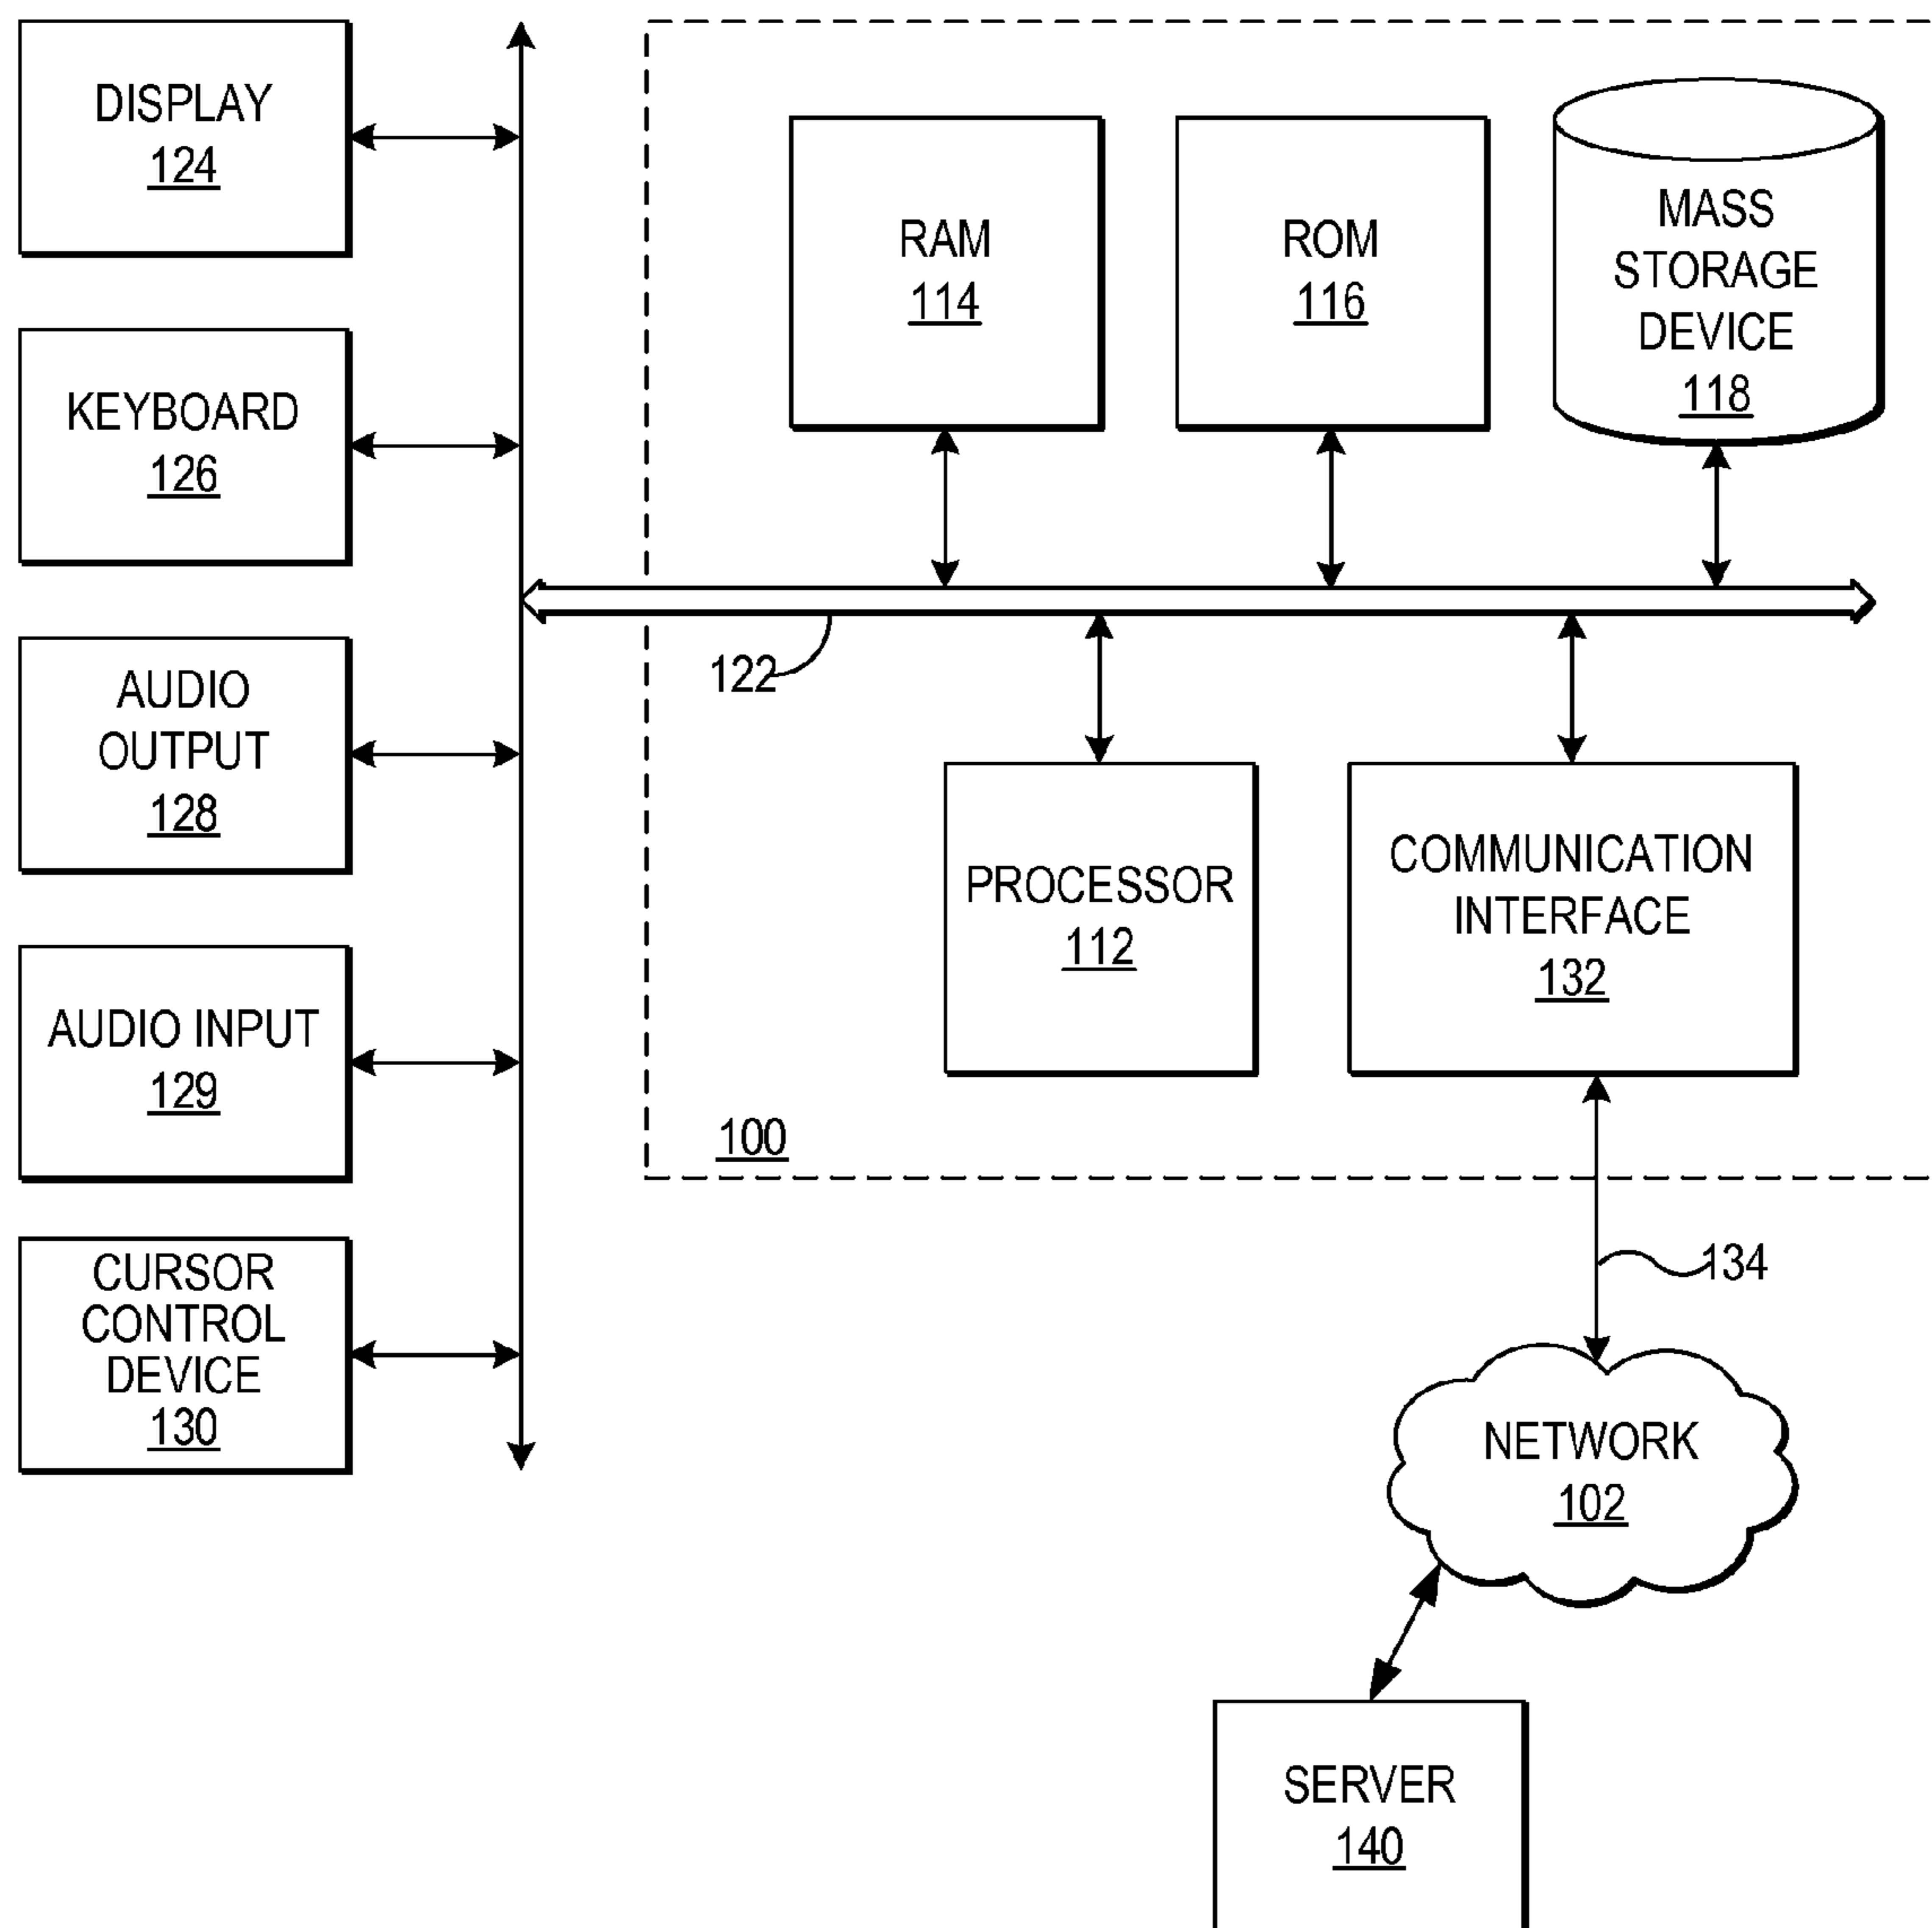 DISPLAY
124
KEYBOARD
126
AUDIO
OUTPUT
128
AUDIO INPUT
129
CURSOR
CONTROL
DEVICE
130
RAM
114
ROM
116
MASS
STORAGE
DEVICE
118
122
PROCESSOR
112
COMMUNICATION
INTERFACE
132
100
134
NETWORK
102
SERVER
140